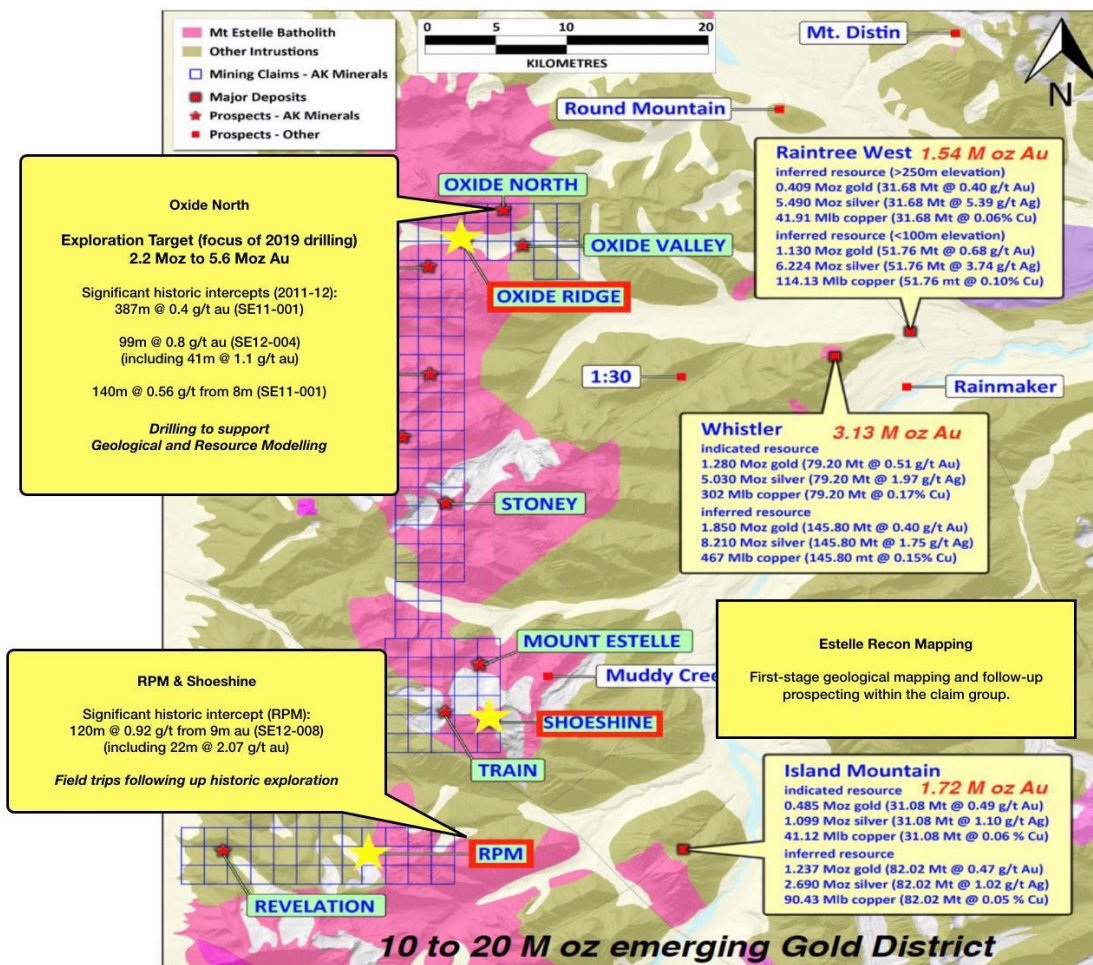 Mt Estelle Batholith
Other Intrustions
Mining Claims - AK Minerals
Major Deposits
Prospects - AK Minerals
Prospects - Other
0 5 10 20
KILOMETRES
Mt. Distin
N
Round Mountain
Oxide North
Exploration Target (focus of 2019 drilling)
2.2 Moz to 5.6 Moz Au
Significant historic intercepts (2011-12):
387m @ 0.4 g/t au (SE11-001)
99m @ 0.8 g/t au (SE12-004)
(including 41m @ 1.1 g/t au)
140m @ 0.56 g/t from 8m (SE11-001)
Drilling to support
Geological and Resource Modelling
OXIDE NORTH
OXIDE VALLEY
OXIDE RIDGE
Raintree West 1.54 M oz Au
inferred resource (>250m elevation)
0.409 Moz gold (31.68 Mt @ 0.40 g/t Au)
5.490 Moz silver (31.68 Mt @ 5.39 g/t Ag)
41.91 Mlb copper (31.68 Mt @ 0.06% Cu)
inferred resource (<100m elevation)
1.130 Moz gold (51.76 Mt @ 0.68 g/t Au)
6.224 Moz silver (51.76 Mt @ 3.74 g/t Ag)
114.13 Mlb copper (51.76 mt @ 0.10% Cu)
1:30
Rainmaker
Whistler
3.13 M oz Au
indicated resource
1.280 Moz gold (79.20 Mt @ 0.51 g/t Au)
5.030 Moz silver (79.20 Mt @ 1.97 g/t Ag)
302 Mlb copper (79.20 Mt @ 0.17% Cu)
inferred resource
1.850 Moz gold (145.80 Mt @ 0.40 g/t Au)
8.210 Moz silver (145.80 Mt @ 1.75 g/t Ag)
467 Mlb copper (145.80 mt @ 0.15% Cu)
STONEY
Estelle Recon Mapping
First-stage geological mapping and follow-up
prospecting within the claim group.
MOUNT ESTELLE
Muddy Cree
SHOESHINE
TRAIN
RPM & Shoeshine
Significant historic intercept (RPM):
120m @ 0.92 g/t from 9m au (SE12-008)
(including 22m @ 2.07 g/t au)
Field trips following up historic exploration
RPM
REVELATION
Island Mountain
indicated resource 1.72 M oz Au
0.485 Moz gold (31.08 Mt @ 0.49 g/t Au)
1.099 Moz silver (31.08 Mt @ 1.10 g/t Ag)
41.12 Mlb copper (31.08 Mt @ 0.06 % Cu)
inferred resource
1.237 Moz gold (82.02 Mt @ 0.47 g/t Au)
2.690 Moz silver (82.02 Mt @ 1.02 g/t Ag)
90.43 Mlb copper (82.02 Mt @ 0.05 % Cu)
10 to 20 M oz emerging Gold District